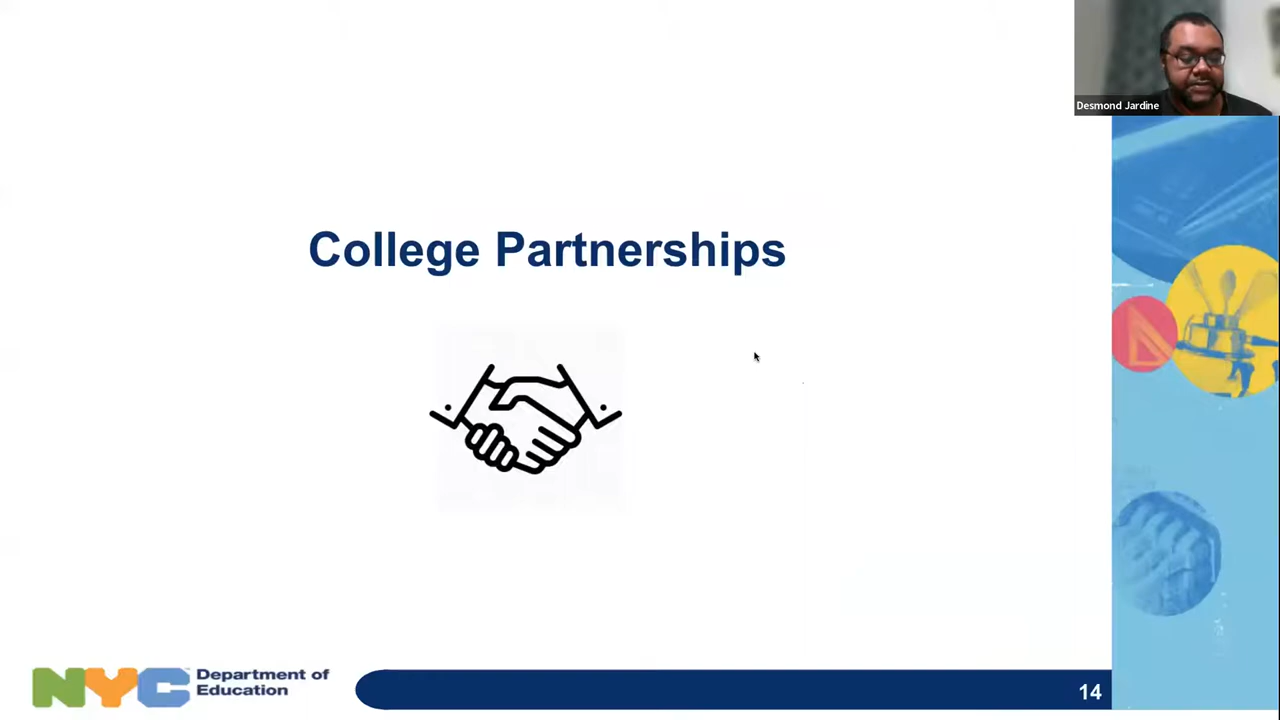 Desmond Jardine
College Partnerships
NYC Department of
Education
14